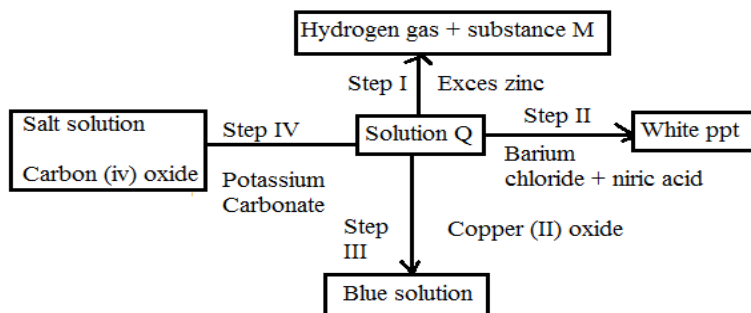 Hydrogen gas + substance M
Step I
Exces zinc
Salt solution
Carbon (iv) oxide
Step IV
Potassium
Carbonate
Solution Q
Step II
Barium
chloride + niric acid
White ppt
Step
III
Copper (II) oxide
Blue solution